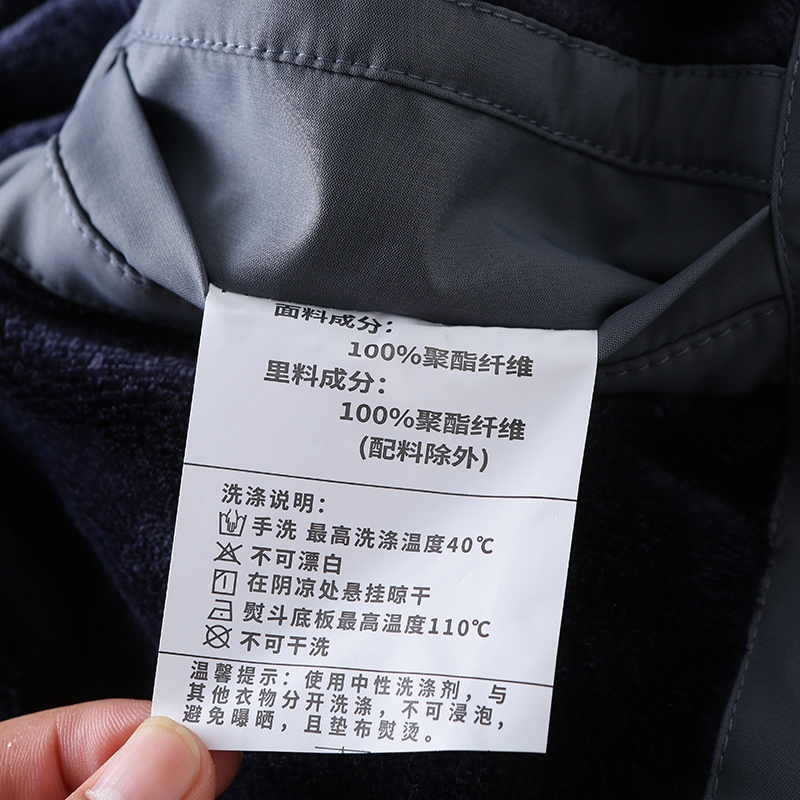 面料成分：
100%聚酯纤维
里料成分：
100%聚酯纤维
(配料除外)
洗涤说明：
手洗 最高洗涤温度40℃
不可漂白
在阴凉处悬挂晾干
熨斗底板最高温度110℃
不可干洗
温馨提示：使用中性洗涤剂，与
其他衣物分开洗涤，不可浸泡，
避免曝晒，且垫布熨烫。